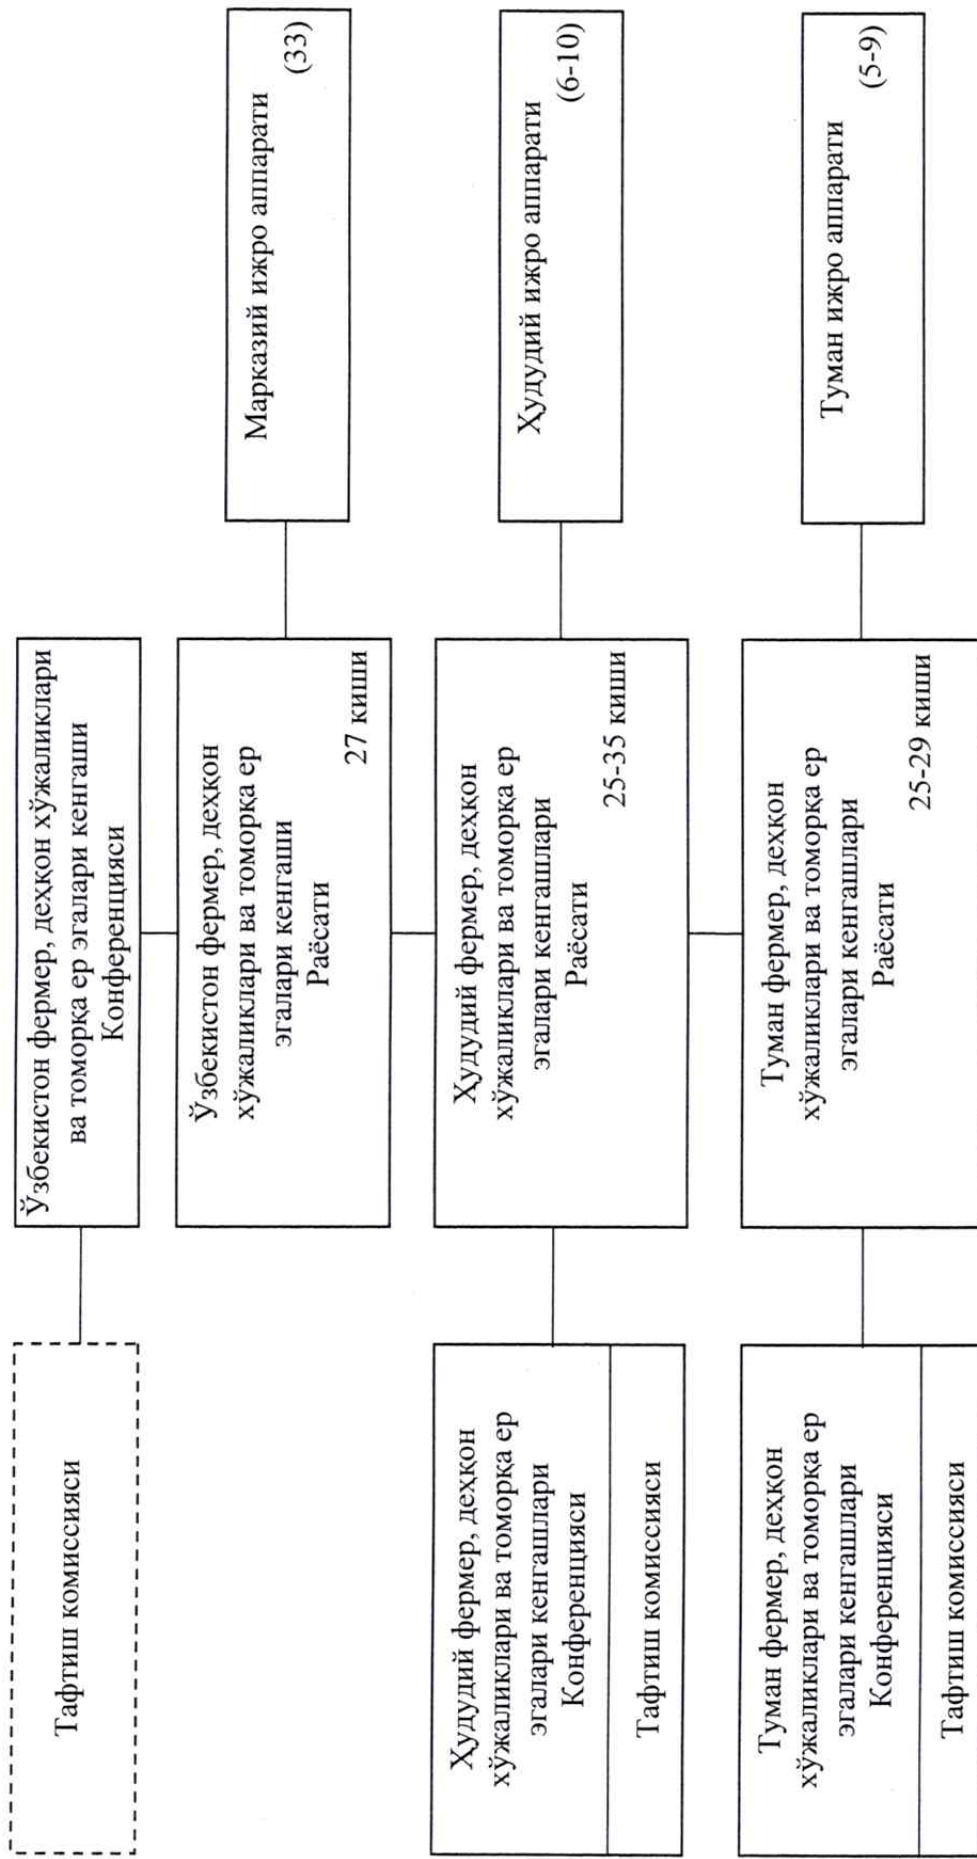 Тафтиш комиссияси
Ўзбекистон фермер, деҳқон хўжаликлари
ва томорқа ер эгалари кенгаши
Конференцияси
Ўзбекистон фермер, деҳқон
хўжаликлари ва томорқа ер
эгалари кенгаши
Раёсати
27 киши
Марказий ижро аппарати
(33)
Ҳудудий фермер, деҳқон
хўжаликлари ва томорқа ер
эгалари кенгашлари
Конференцияси
Тафтиш комиссияси
Ҳудудий фермер, деҳқон
хўжаликлари ва томорқа ер
эгалари кенгашлари
Раёсати
25-35 киши
Ҳудудий ижро аппарати
(6-10)
Туман фермер, деҳқон
хўжаликлари ва томорқа ер
эгалари кенгашлари
Конференцияси
Тафтиш комиссияси
Туман фермер, деҳқон
хўжаликлари ва томорқа ер
эгалари кенгашлари
Раёсати
25-29 киши
Туман ижро аппарати
(5-9)